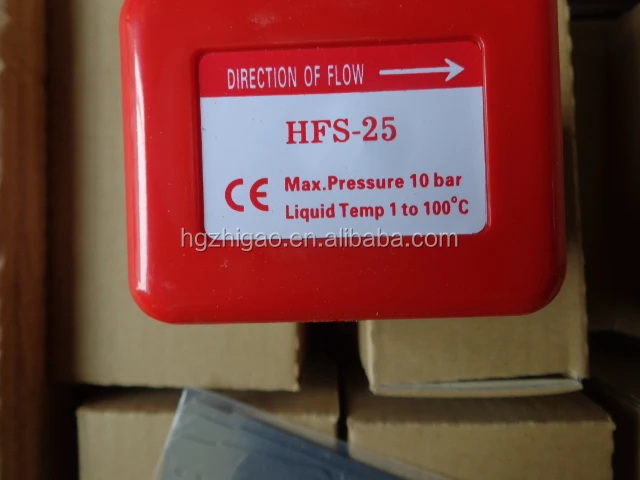 DIRECTION OF FLOW
HFS-25
CE Max.Pressure 10 bar
Liquid Temp 1 to 100°C
hgzhigao.en.alibaba.com